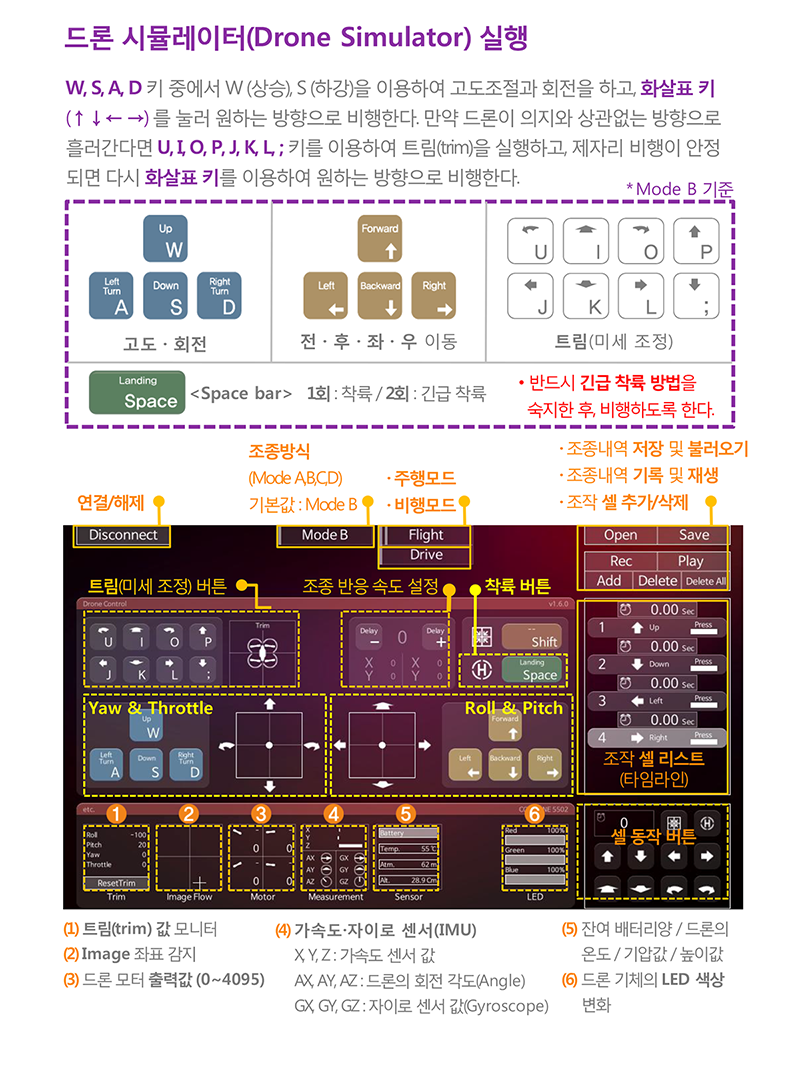 드론 시뮬레이터(Drone Simulator) 실행
W, S, A, D 키 중에서 W (상승), S (하강)을 이용하여 고도조절과 회전을 하고, 화살표 키
(↑↓← →) 를 눌러 원하는 방향으로 비행한다. 만약 드론이 의지와 상관없는 방향으로
흘러간다면 U, I, O, P, J, K, L, ; 키를 이용하여 트림(trim)을 실행하고, 제자리 비행이 안정
되면 다시 화살표 키를 이용하여 원하는 방향으로 비행한다.
*Mode B 기준
Up W
Left Turn A
Down S
Right Turn D
고도 · 회전
Forward ↑
Left ←
Backward ↓
Right →
전 · 후 · 좌 · 우 이동
U I O P
J K L ;
트림(미세 조정)
Landing
Space
<Space bar> 1회 : 착륙 / 2회 : 긴급 착륙
• 반드시 긴급 착륙 방법을
숙지한 후, 비행하도록 한다.
연결/해제
조종방식
(Mode A,B,C,D)
기본값 : Mode B
· 주행모드
· 비행모드
· 조종내역 저장 및 불러오기
· 조종내역 기록 및 재생
· 조작 셀 추가/삭제
Disconnect
Mode B
Flight
Drive
Open Save
Rec Play
Add Delete Delete All
트림(미세 조정) 버튼
조종 반응 속도 설정
착륙 버튼
Drone Control
v1.6.0
U I O P
J K L ;
Trim
Delay −
0
Delay +
X 0 X 0
Y 0 Y 0
-- Shift
Landing
Space
0.00 Sec
1 Up Press
0.00 Sec
2 Down Press
0.00 Sec
3 Left Press
0.00 Sec
4 Right Press
조작 셀 리스트
(타임라인)
Yaw & Throttle
Up W
Left Turn A
Down S
Right Turn D
Roll & Pitch
Forward ↑
Left ←
Backward ↓
Right →
etc.
1 2 3 4 5 6
Roll -100
Pitch 20
Yaw 0
Throttle 0
ResetTrim
Trim
Image Flow
0 0
0 0
Motor
X
Y
Z
AX GX
AY GY
AZ GZ
Measurement
Battery
Temp. 55 ℃
Atm. 62 m
Alt. 28.9 Cm
Sensor
Red 100%
Green 100%
Blue 100%
LED
0
셀 동작 버튼
(1) 트림(trim) 값 모니터
(2) Image 좌표 감지
(3) 드론 모터 출력값 (0~4095)
(4) 가속도·자이로 센서(IMU)
X, Y, Z : 가속도 센서 값
AX, AY, AZ : 드론의 회전 각도(Angle)
GX, GY, GZ : 자이로 센서 값(Gyroscope)
(5) 잔여 배터리양 / 드론의
온도 / 기압값 / 높이값
(6) 드론 기체의 LED 색상
변화